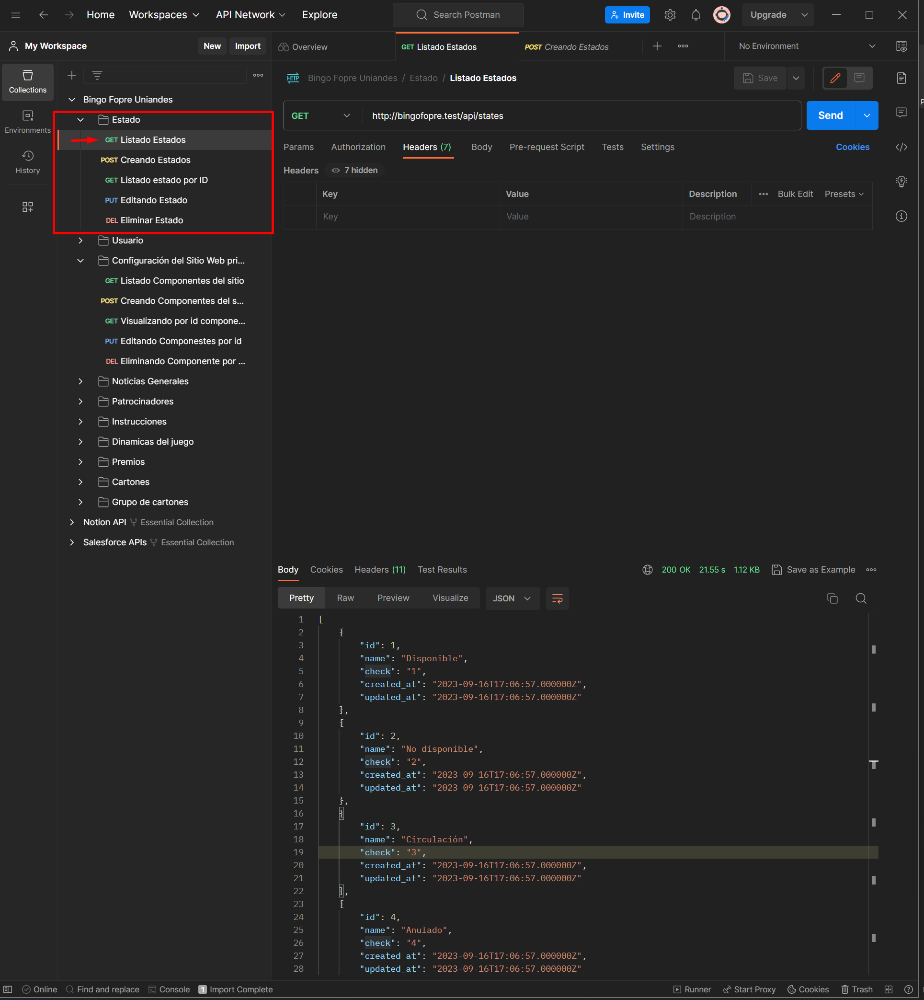 Home Workspaces API Network Explore Search Postman Invite Upgrade
My Workspace New Import Overview GET Listado Estados POST Creando Estados No Environment
Collections
Environments
History
Bingo Fopre Uniandes
Estado
GET Listado Estados
POST Creando Estados
GET Listado estado por ID
PUT Editando Estado
DEL Eliminar Estado
Usuario
Configuración del Sitio Web pri...
GET Listado Componentes del sitio
POST Creando Componentes del s...
GET Visualizando por id compone...
PUT Editando Componestes por id
DEL Eliminando Componente por ...
Noticias Generales
Patrocinadores
Instrucciones
Dinamicas del juego
Premios
Cartones
Grupo de cartones
Notion API Essential Collection
Salesforce APIs Essential Collection
HTTP Bingo Fopre Uniandes / Estado / Listado Estados Save
GET http://bingofopre.test/api/states Send
Params Authorization Headers (7) Body Pre-request Script Tests Settings Cookies
Headers 7 hidden
Key Value Description Bulk Edit Presets
Key Value Description
Body Cookies Headers (11) Test Results 200 OK 21.55 s 1.12 KB Save as Example
Pretty Raw Preview Visualize JSON
1 [
2 {
3 "id": 1,
4 "name": "Disponible",
5 "check": "1",
6 "created_at": "2023-09-16T17:06:57.000000Z",
7 "updated_at": "2023-09-16T17:06:57.000000Z"
8 },
9 {
10 "id": 2,
11 "name": "No disponible",
12 "check": "2",
13 "created_at": "2023-09-16T17:06:57.000000Z",
14 "updated_at": "2023-09-16T17:06:57.000000Z"
15 },
16 {
17 "id": 3,
18 "name": "Circulación",
19 "check": "3",
20 "created_at": "2023-09-16T17:06:57.000000Z",
21 "updated_at": "2023-09-16T17:06:57.000000Z"
22 },
23 {
24 "id": 4,
25 "name": "Anulado",
26 "check": "4",
27 "created_at": "2023-09-16T17:06:57.000000Z",
28 "updated_at": "2023-09-16T17:06:57.000000Z"
Online Find and replace Console 1 Import Complete Runner Start Proxy Cookies Trash